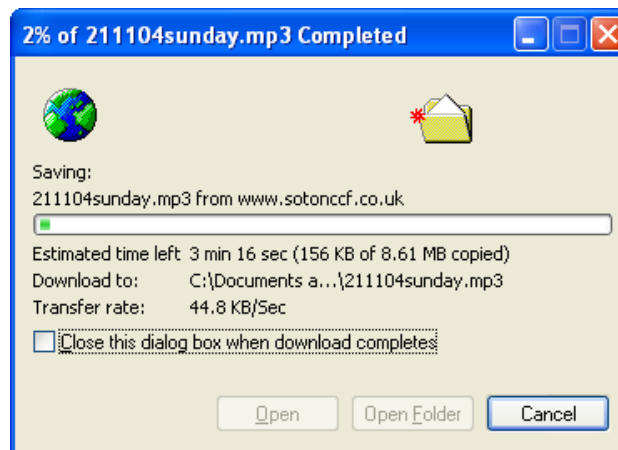 2% of 211104sunday.mp3 Completed
Saving:
211104sunday.mp3 from www.sotonccf.co.uk
Estimated time left 3 min 16 sec (156 KB of 8.61 MB copied)
Download to: C:\Documents a...\211104sunday.mp3
Transfer rate: 44.8 KB/Sec
Close this dialog box when download completes
Open Open Folder Cancel